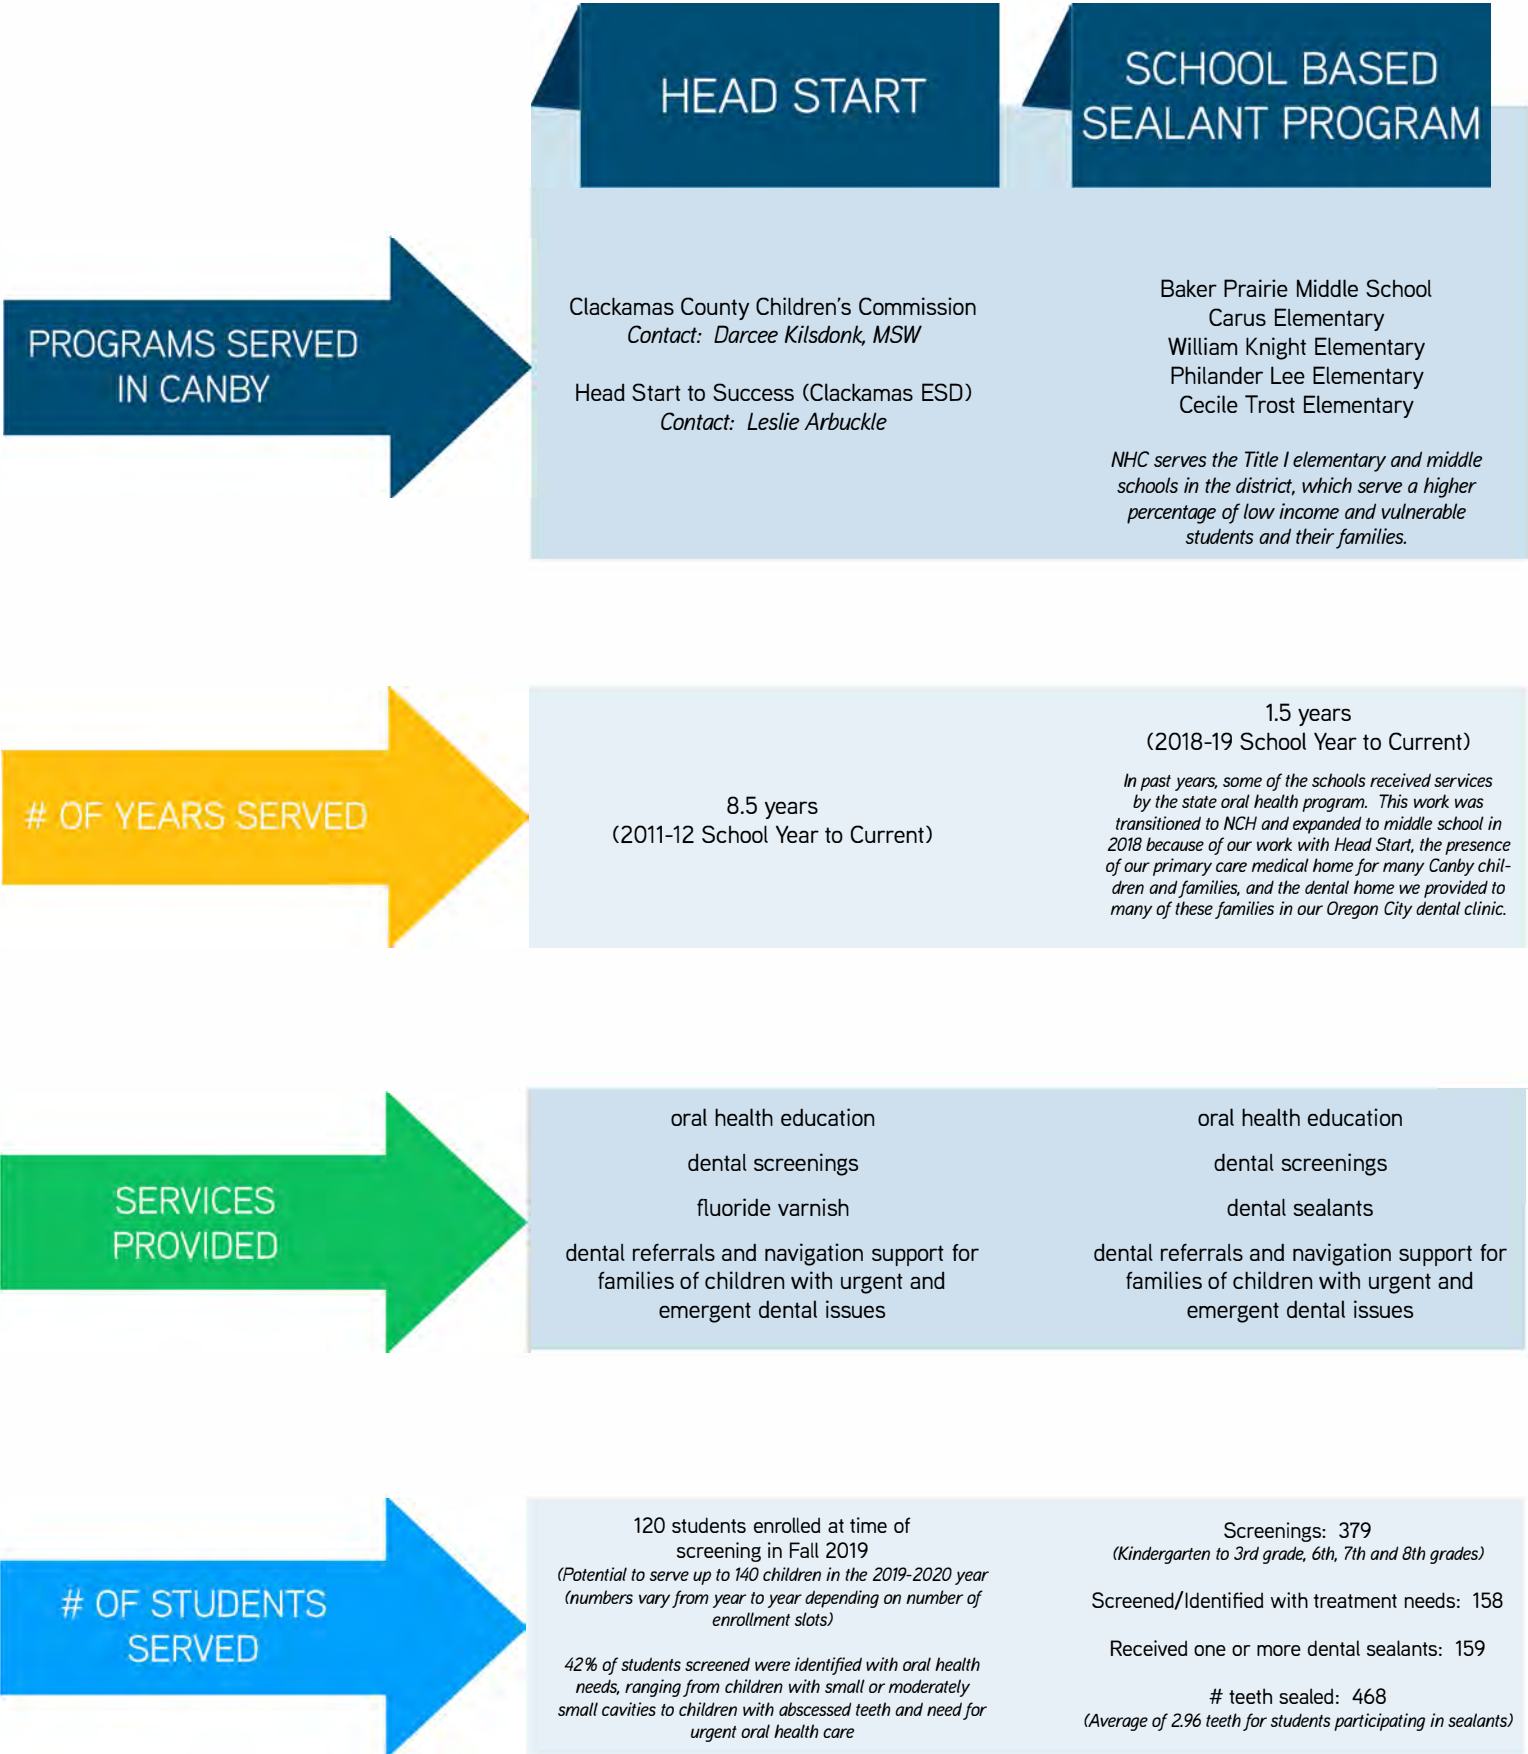 HEAD START
SCHOOL BASED
SEALANT PROGRAM
PROGRAMS SERVED
IN CANBY
Clackamas County Children's Commission
Contact: Darcee Kilsdonk, MSW
Head Start to Success (Clackamas ESD)
Contact: Leslie Arbuckle
Baker Prairie Middle School
Carus Elementary
William Knight Elementary
Philander Lee Elementary
Cecile Trost Elementary
NHC serves the Title I elementary and middle
schools in the district, which serve a higher
percentage of low income and vulnerable
students and their families.
# OF YEARS SERVED
8.5 years
(2011-12 School Year to Current)
1.5 years
(2018-19 School Year to Current)
In past years, some of the schools received services
by the state oral health program. This work was
transitioned to NCH and expanded to middle school in
2018 because of our work with Head Start, the presence
of our primary care medical home for many Canby chil-
dren and families, and the dental home we provided to
many of these families in our Oregon City dental clinic.
SERVICES
PROVIDED
oral health education
dental screenings
fluoride varnish
dental referrals and navigation support for
families of children with urgent and
emergent dental issues
oral health education
dental screenings
dental sealants
dental referrals and navigation support for
families of children with urgent and
emergent dental issues
# OF STUDENTS
SERVED
120 students enrolled at time of
screening in Fall 2019
(Potential to serve up to 140 children in the 2019-2020 year
(numbers vary from year to year depending on number of
enrollment slots)
42% of students screened were identified with oral health
needs, ranging from children with small or moderately
small cavities to children with abscessed teeth and need for
urgent oral health care
Screenings: 379
(Kindergarten to 3rd grade, 6th, 7th and 8th grades)
Screened/Identified with treatment needs: 158
Received one or more dental sealants: 159
# teeth sealed: 468
(Average of 2.96 teeth for students participating in sealants)